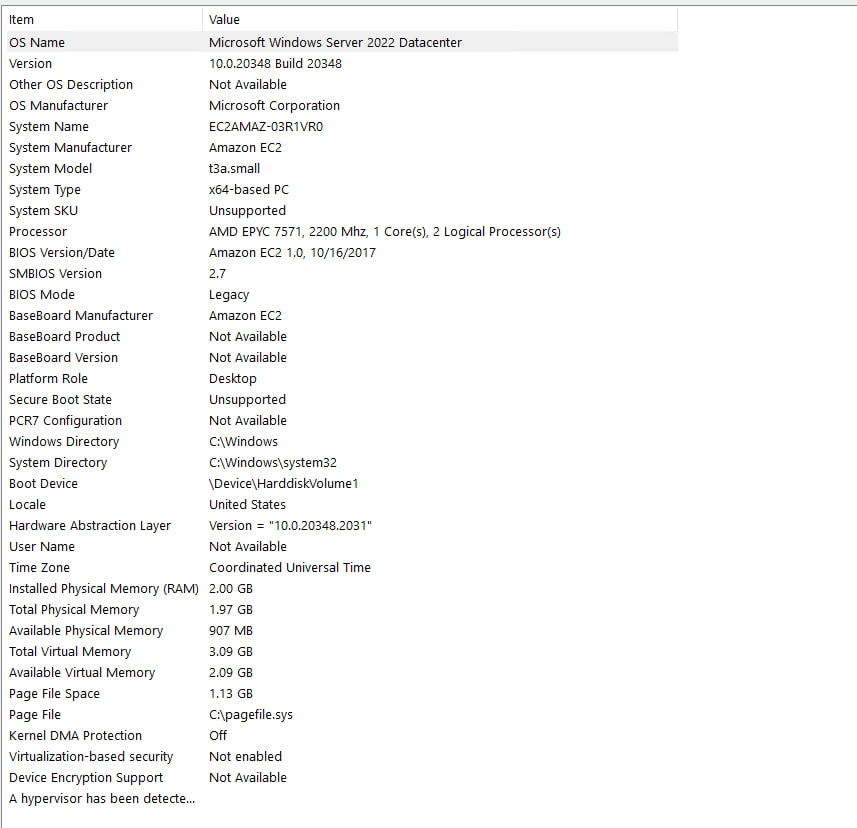 Item Value
OS Name Microsoft Windows Server 2022 Datacenter
Version 10.0.20348 Build 20348
Other OS Description Not Available
OS Manufacturer Microsoft Corporation
System Name EC2AMAZ-03R1VR0
System Manufacturer Amazon EC2
System Model t3a.small
System Type x64-based PC
System SKU Unsupported
Processor AMD EPYC 7571, 2200 Mhz, 1 Core(s), 2 Logical Processor(s)
BIOS Version/Date Amazon EC2 1.0, 10/16/2017
SMBIOS Version 2.7
BIOS Mode Legacy
BaseBoard Manufacturer Amazon EC2
BaseBoard Product Not Available
BaseBoard Version Not Available
Platform Role Desktop
Secure Boot State Unsupported
PCR7 Configuration Not Available
Windows Directory C:\Windows
System Directory C:\Windows\system32
Boot Device \Device\HarddiskVolume1
Locale United States
Hardware Abstraction Layer Version = "10.0.20348.2031"
User Name Not Available
Time Zone Coordinated Universal Time
Installed Physical Memory (RAM) 2.00 GB
Total Physical Memory 1.97 GB
Available Physical Memory 907 MB
Total Virtual Memory 3.09 GB
Available Virtual Memory 2.09 GB
Page File Space 1.13 GB
Page File C:\pagefile.sys
Kernel DMA Protection Off
Virtualization-based security Not enabled
Device Encryption Support Not Available
A hypervisor has been detecte...